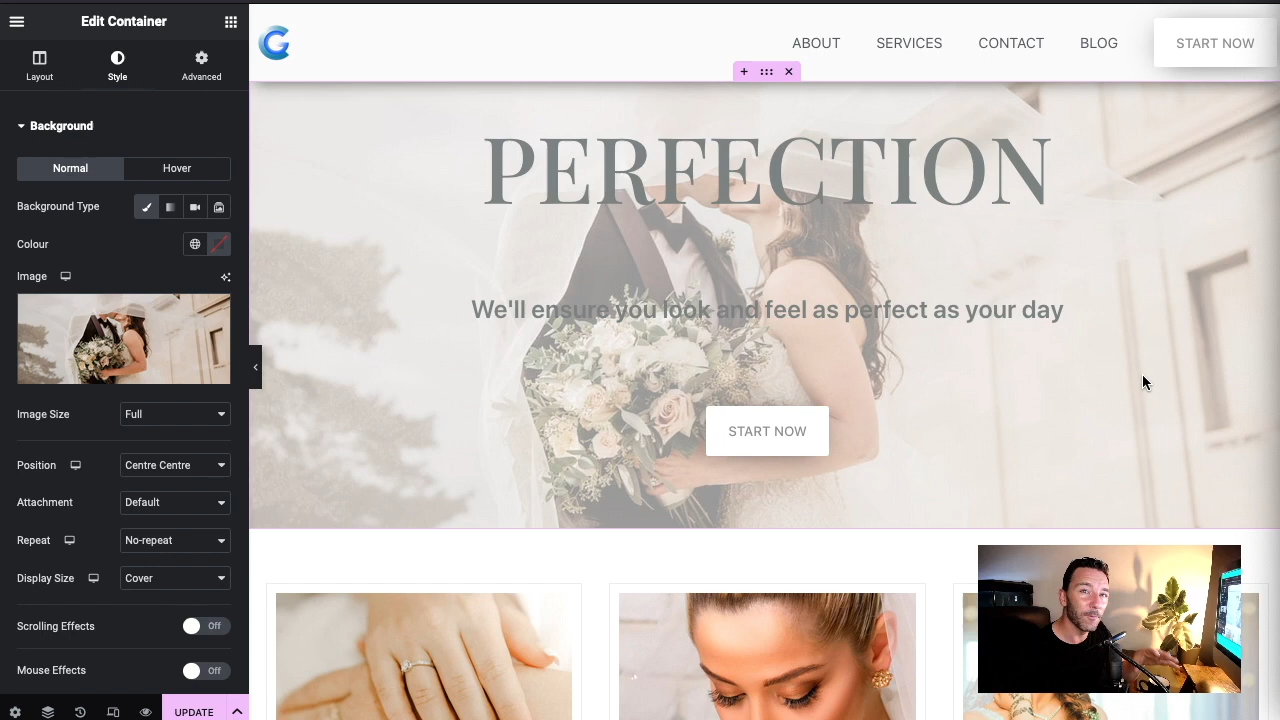 Edit Container
Layout
Style
Advanced
Background
Normal
Hover
Background Type
Colour
Image
Image Size
Full
Position
Centre Centre
Attachment
Default
Repeat
No-repeat
Display Size
Cover
Scrolling Effects
Off
Mouse Effects
Off
UPDATE
G
ABOUT
SERVICES
CONTACT
BLOG
START NOW
PERFECTION
We'll ensure you look and feel as perfect as your day
START NOW